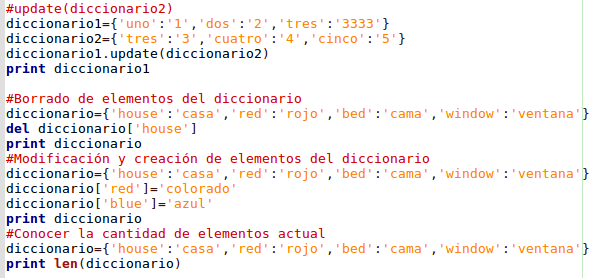 #update(diccionario2)
diccionario1={'uno':'1','dos':'2','tres':'3333'}
diccionario2={'tres':'3','cuatro':'4','cinco':'5'}
diccionario1.update(diccionario2)
print diccionario1
#Borrado de elementos del diccionario
diccionario={'house':'casa','red':'rojo','bed':'cama','window':'ventana'}
del diccionario['house']
print diccionario
#Modificación y creación de elementos del diccionario
diccionario={'house':'casa','red':'rojo','bed':'cama','window':'ventana'}
diccionario['red']='colorado'
diccionario['blue']='azul'
print diccionario
#Conocer la cantidad de elementos actual
diccionario={'house':'casa','red':'rojo','bed':'cama','window':'ventana'}
print len(diccionario)